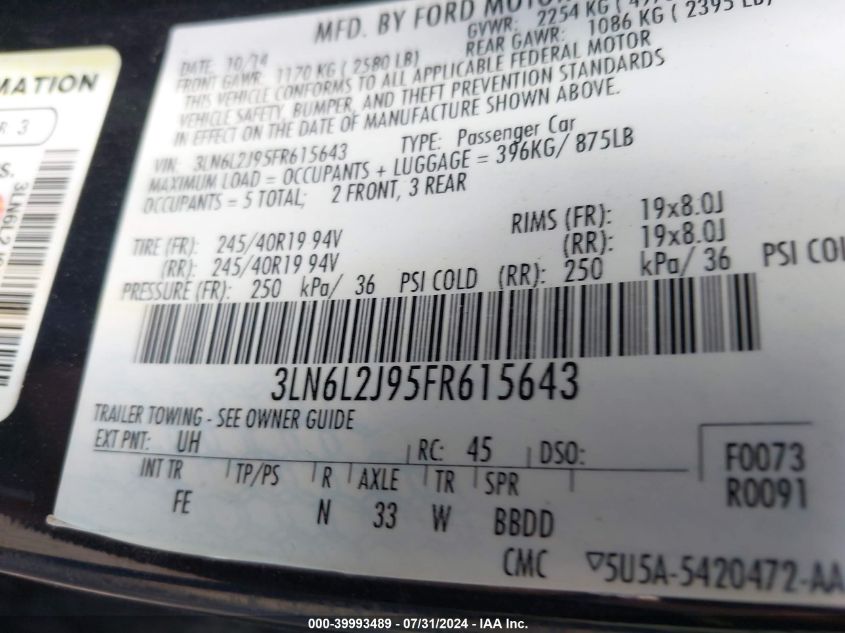 MFD. BY FORD MOTOR
DATE: 10/14 GVWR: 2254 KG
FRONT GAWR: 1170 KG ( 2580 LB) REAR GAWR: 1086 KG ( 2395 LB)
THIS VEHICLE CONFORMS TO ALL APPLICABLE FEDERAL MOTOR
VEHICLE SAFETY, BUMPER, AND THEFT PREVENTION STANDARDS
IN EFFECT ON THE DATE OF MANUFACTURE SHOWN ABOVE.
VIN: 3LN6L2J95FR615643 TYPE: Passenger Car
MAXIMUM LOAD = OCCUPANTS + LUGGAGE = 396KG/ 875LB
OCCUPANTS = 5 TOTAL; 2 FRONT, 3 REAR
TIRE (FR): 245/40R19 94V RIMS (FR): 19x8.0J
(RR): 245/40R19 94V (RR): 19x8.0J
PRESSURE (FR): 250 kPa/ 36 PSI COLD (RR): 250 kPa/ 36 PSI COL
3LN6L2J95FR615643
TRAILER TOWING - SEE OWNER GUIDE
EXT PNT: UH RC: 45 DSO:
INT TR TP/PS R AXLE TR SPR
FE N 33 W BBDD
F0073
R0091
CMC ▽5U5A-5420472-AA
MATION
R 3
S.
3LN6L2
000-39993489 - 07/31/2024 - IAA Inc.